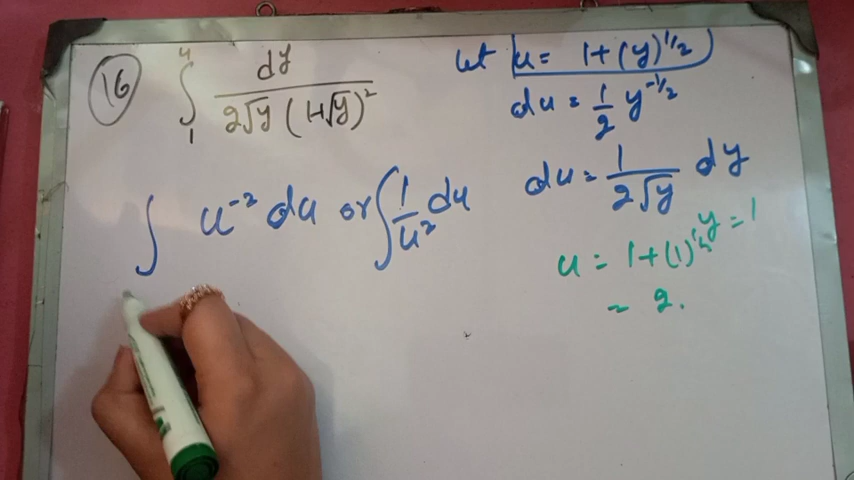 16 ∫₁⁴ dy / 2√y (1+√y)²
let u = 1+(y)^1/2
du = 1/2 y^-1/2
du = 1/2√y dy
∫ u^-2 du or ∫ 1/u² du
y = 1
u = 1+(1)^1/2
= 2.